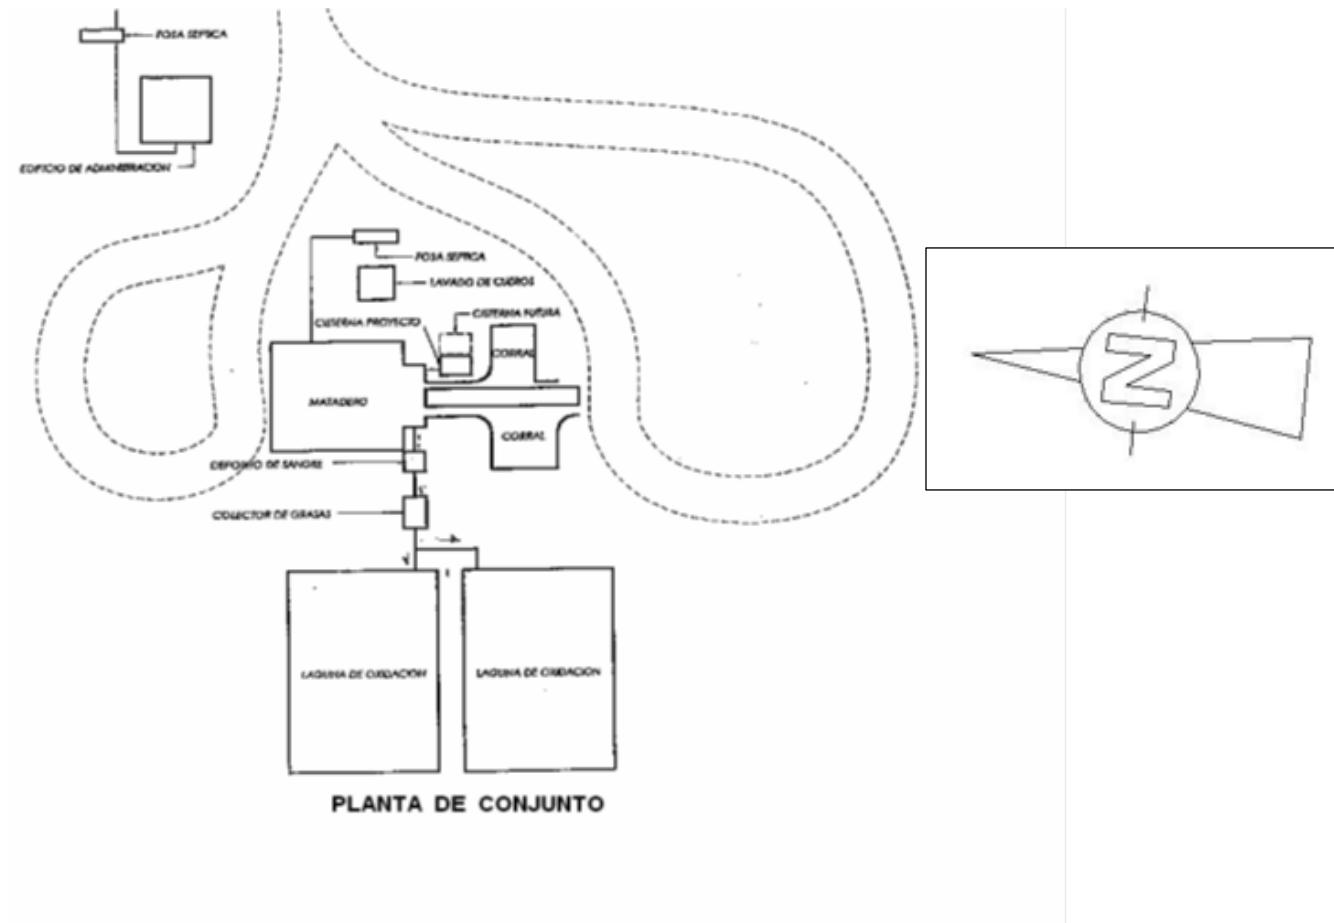 FOSA SEPTICA
EDIFICIO DE ADMINISTRACION
FOSA SEPTICA
LAVADO DE CUEROS
CISTERNA FUTURA
CISTERNA PROYECTO
CORRAL
MATADERO
CORRAL
DEPOSITO DE SANGRE
COLECTOR DE GRASAS
LAGUNA DE OXIDACION
LAGUNA DE OXIDACION
PLANTA DE CONJUNTO
N